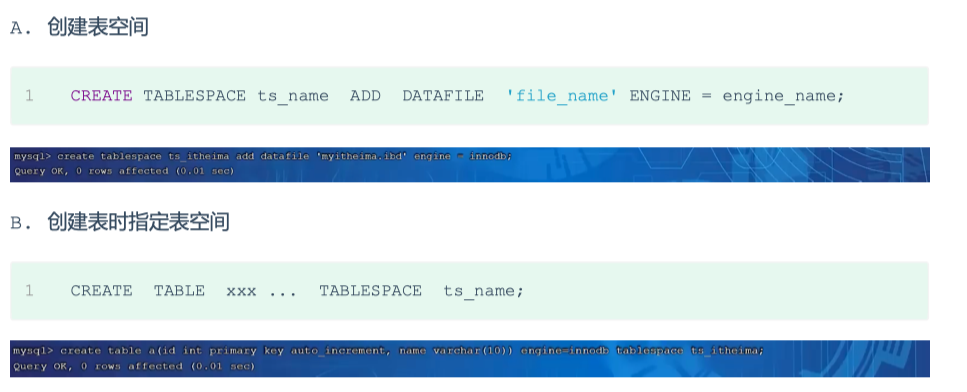 A. 创建表空间
1 CREATE TABLESPACE ts_name ADD DATAFILE 'file_name' ENGINE = engine_name;
mysql> create tablespace ts_itheima add datafile 'myitheima.ibd' engine = innodb;
Query OK, 0 rows affected (0.01 sec)
B. 创建表时指定表空间
1 CREATE TABLE xxx ... TABLESPACE ts_name;
mysql> create table a(id int primary key auto_increment, name varchar(10)) engine=innodb tablespace ts_itheima;
Query OK, 0 rows affected (0.01 sec)